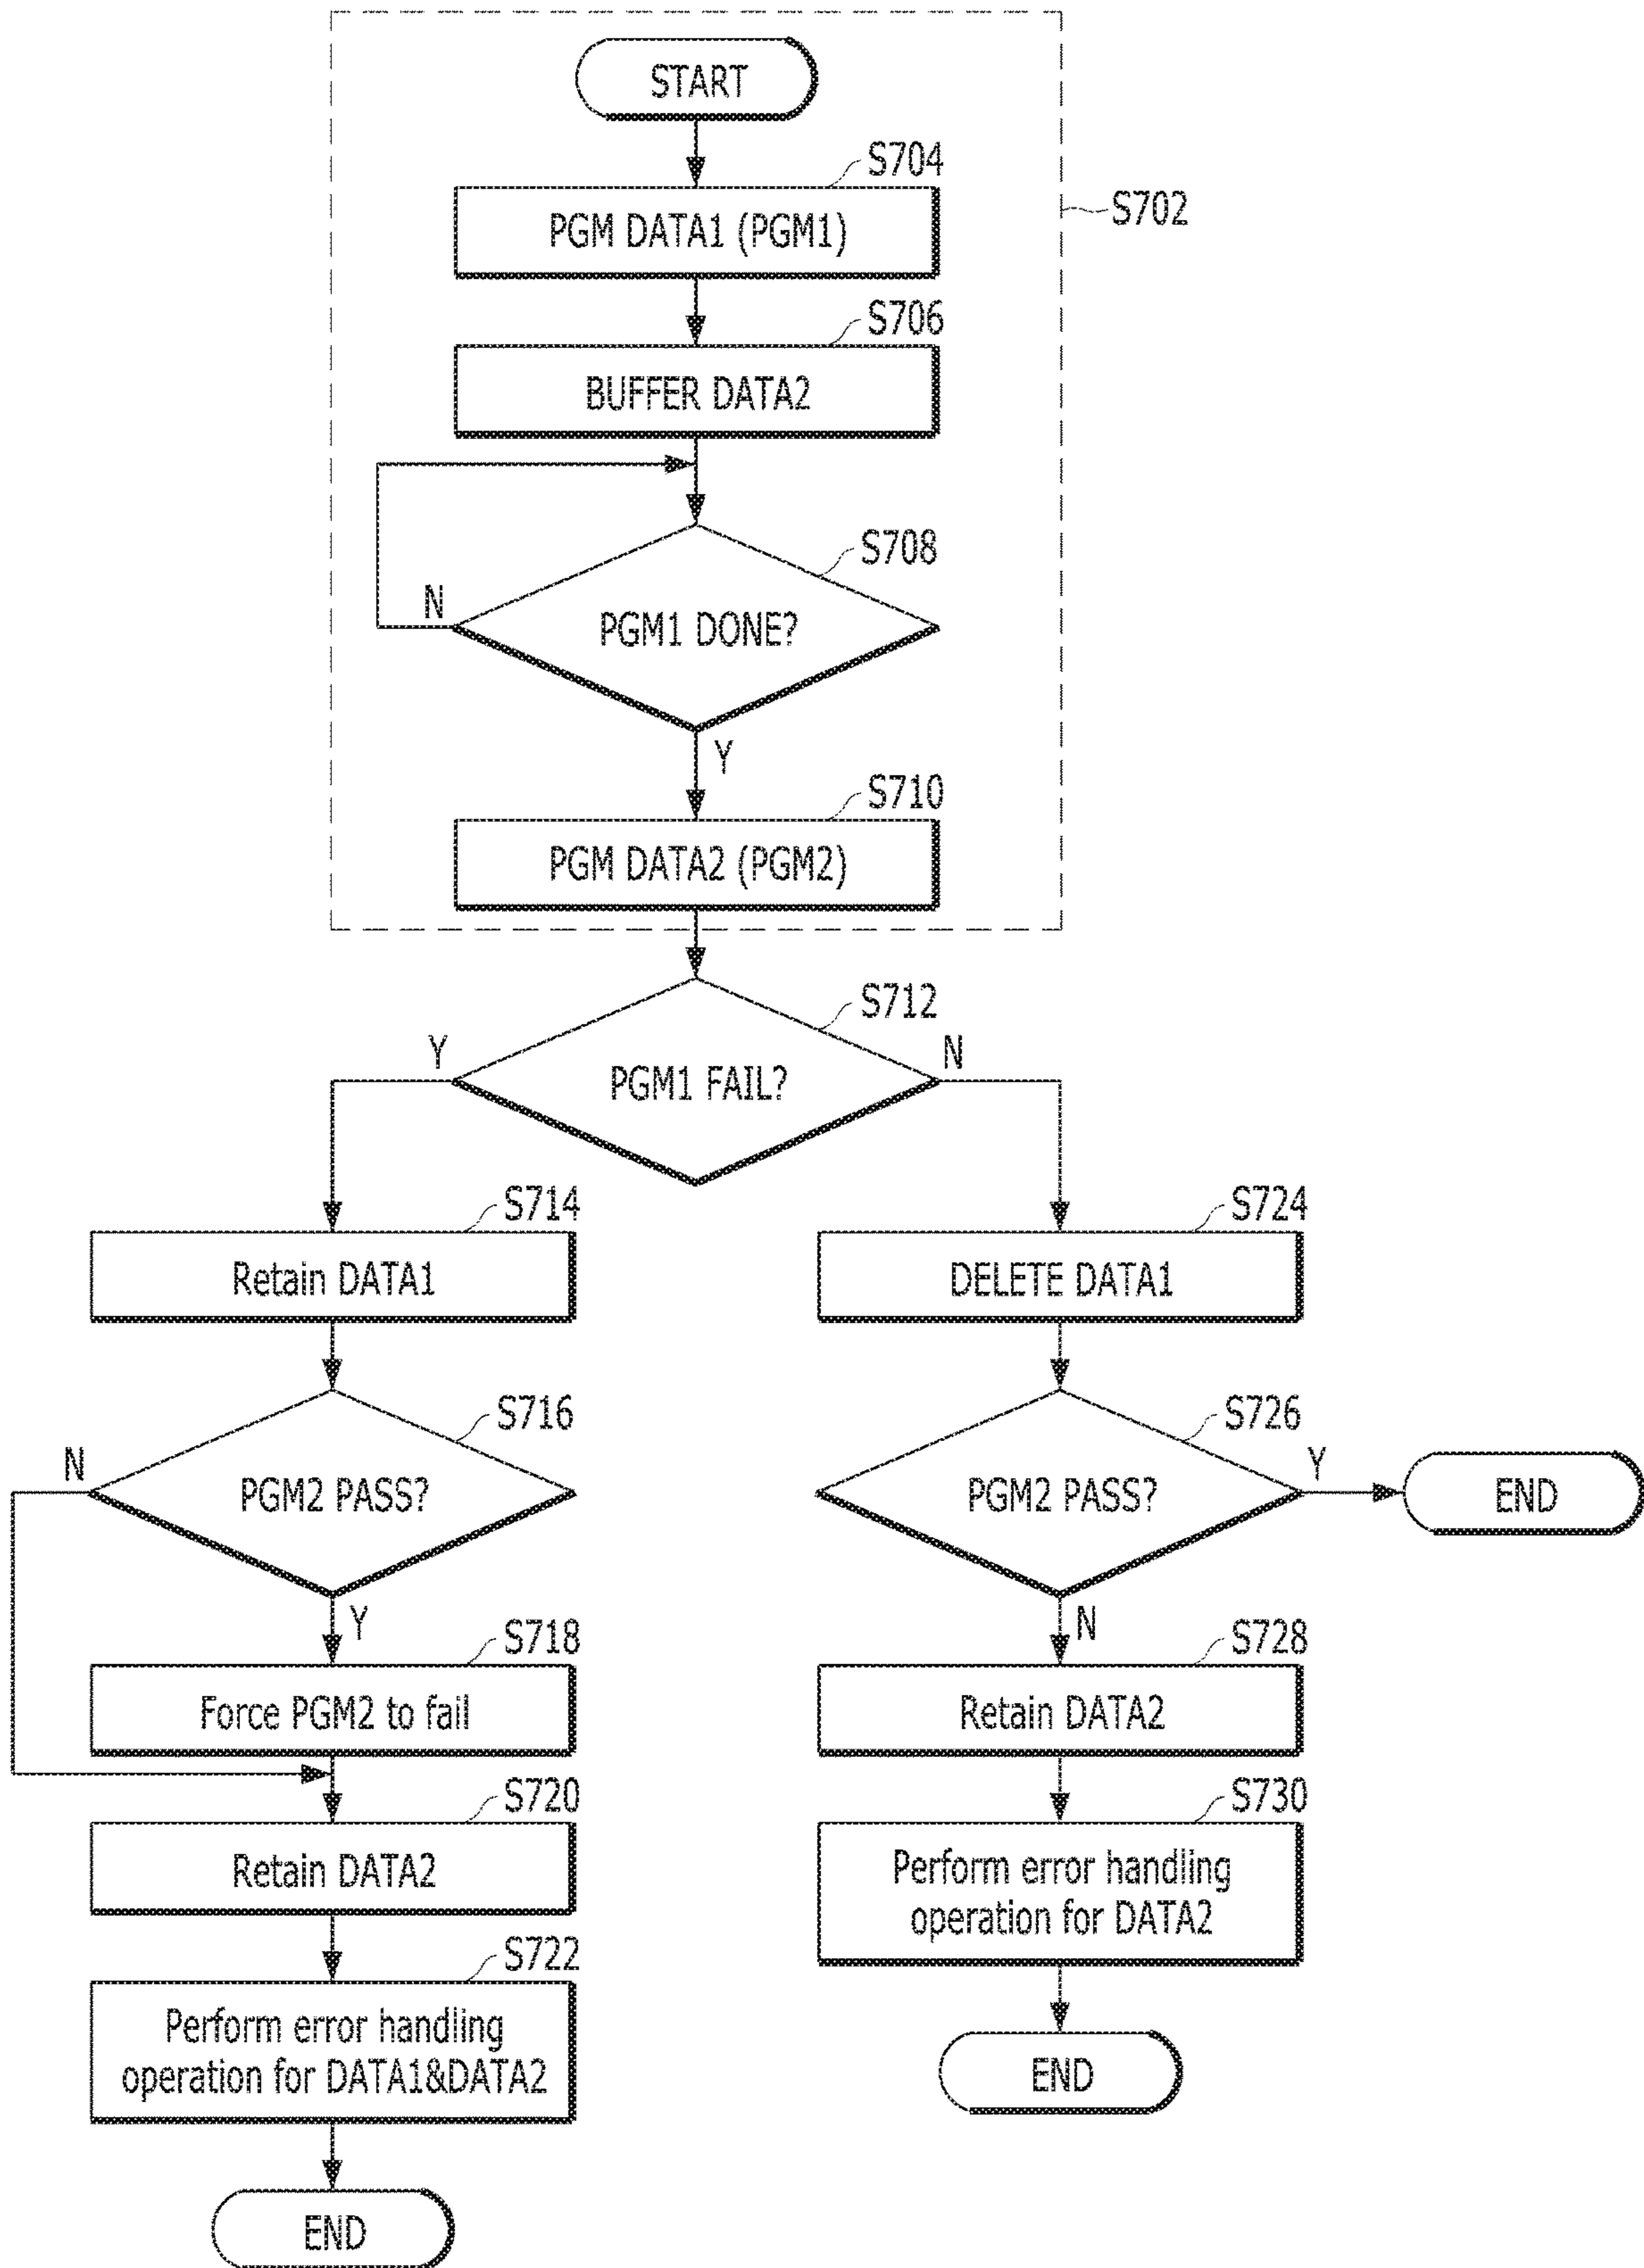 START
S704
S702
PGM DATA1 (PGM1)
S706
BUFFER DATA2
S708
N
PGM1 DONE?
Y
S710
PGM DATA2 (PGM2)
S712
Y
N
PGM1 FAIL?
S714
Retain DATA1
S716
N
PGM2 PASS?
Y
S718
Force PGM2 to fail
S720
Retain DATA2
S722
Perform error handling
operation for DATA1&DATA2
END
S724
DELETE DATA1
S726
Y
PGM2 PASS?
END
N
S728
Retain DATA2
S730
Perform error handling
operation for DATA2
END